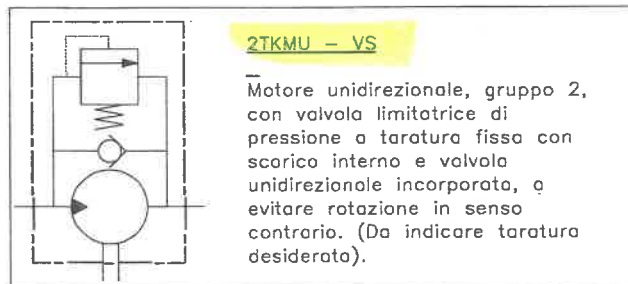 2TKMU – VS
Motore unidirezionale, gruppo 2,
con valvola limitatrice di
pressione a taratura fissa con
scarico interno e valvola
unidirezionale incorporata, a
evitare rotazione in senso
contrario. (Da indicare taratura
desiderata).